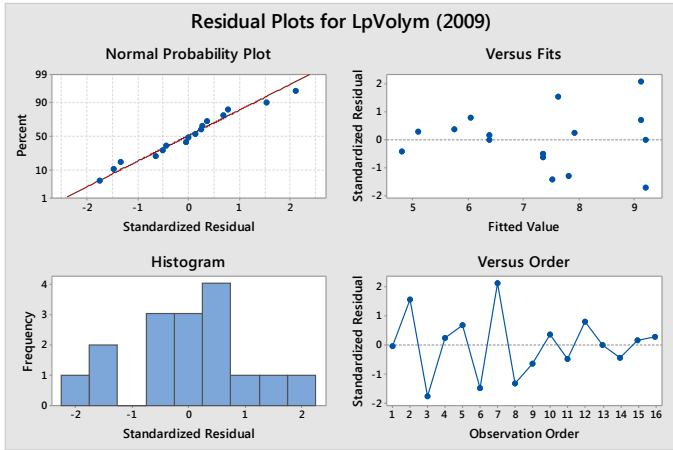 Residual Plots for LpVolym (2009)
Normal Probability Plot
Percent
99
90
50
10
1
-2 -1 0 1 2
Standardized Residual
Versus Fits
Standardized Residual
2
1
0
-1
-2
5 6 7 8 9
Fitted Value
Histogram
Frequency
4
3
2
1
0
-2 -1 0 1 2
Standardized Residual
Versus Order
Standardized Residual
2
1
0
-1
-2
1 2 3 4 5 6 7 8 9 10 11 12 13 14 15 16
Observation Order